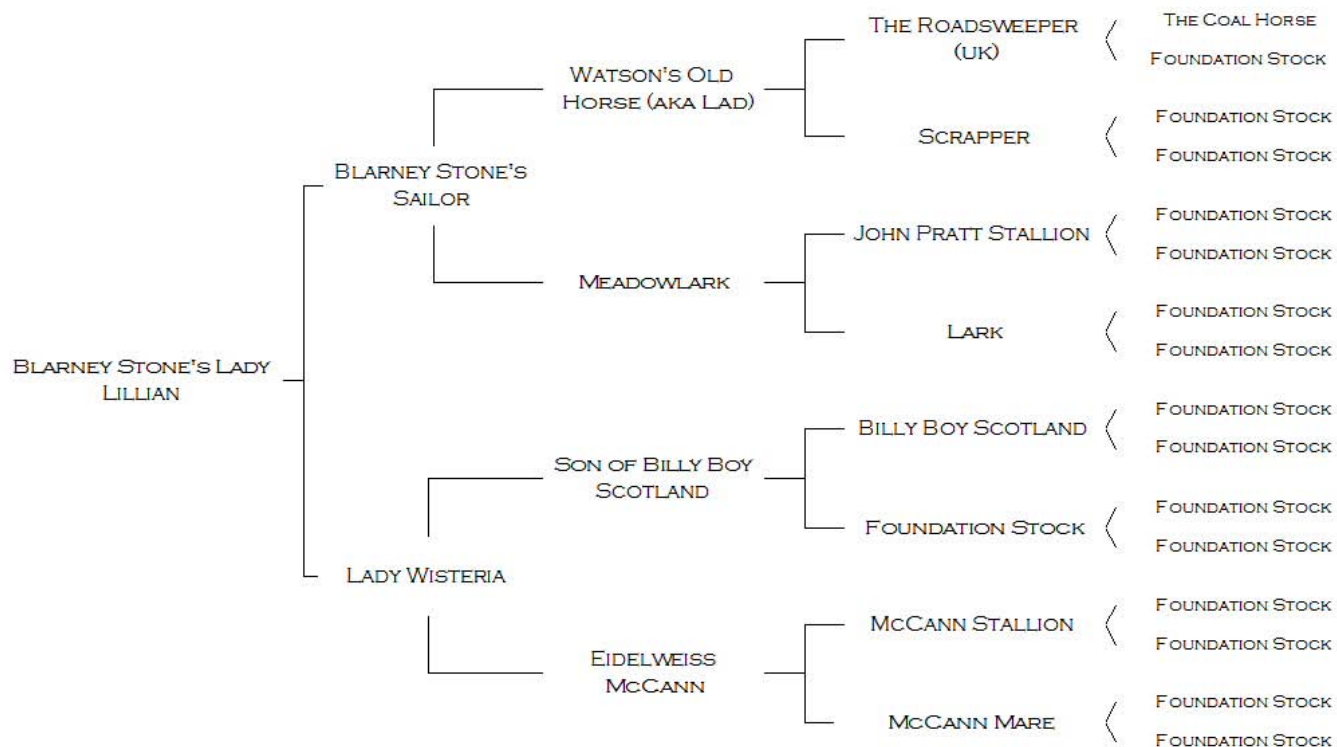 The Coal Horse
The Roadsweeper
(UK)
Foundation Stock
Watson's Old
Horse (aka Lad)
Foundation Stock
Scrapper
Foundation Stock
Blarney Stone's
Sailor
Foundation Stock
John Pratt Stallion
Foundation Stock
Meadowlark
Foundation Stock
Lark
Foundation Stock
Blarney Stone's Lady
Lillian
Foundation Stock
Billy Boy Scotland
Foundation Stock
Son of Billy Boy
Scotland
Foundation Stock
Foundation Stock
Foundation Stock
Lady Wisteria
Foundation Stock
McCann Stallion
Foundation Stock
Eidelweiss
McCann
Foundation Stock
McCann Mare
Foundation Stock